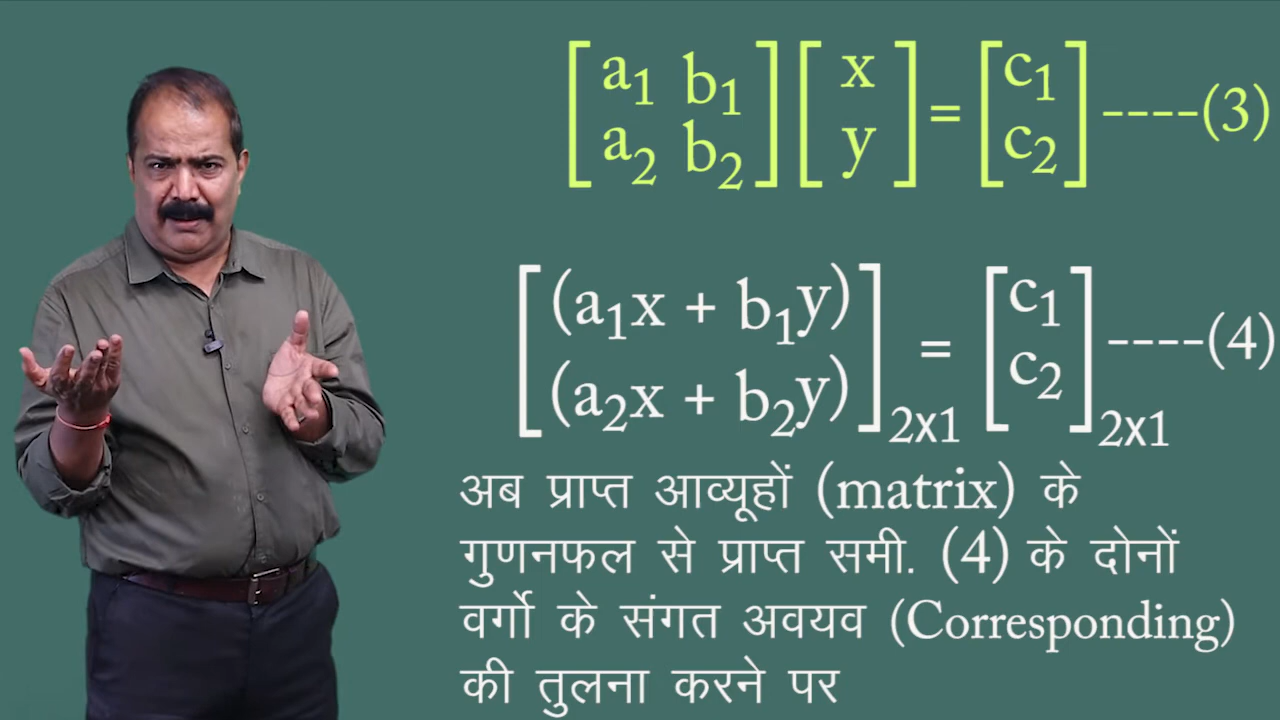 [ a₁ b₁ ] [ x ] = [ c₁ ] ----(3)
[ a₂ b₂ ] [ y ] [ c₂ ]
[ (a₁x + b₁y) ] = [ c₁ ] ----(4)
[ (a₂x + b₂y) ] 2x1 [ c₂ ] 2x1
अब प्राप्त आव्यूहों (matrix) के
गुणनफल से प्राप्त समी. (4) के दोनों
वर्गो के संगत अवयव (Corresponding)
की तुलना करने पर